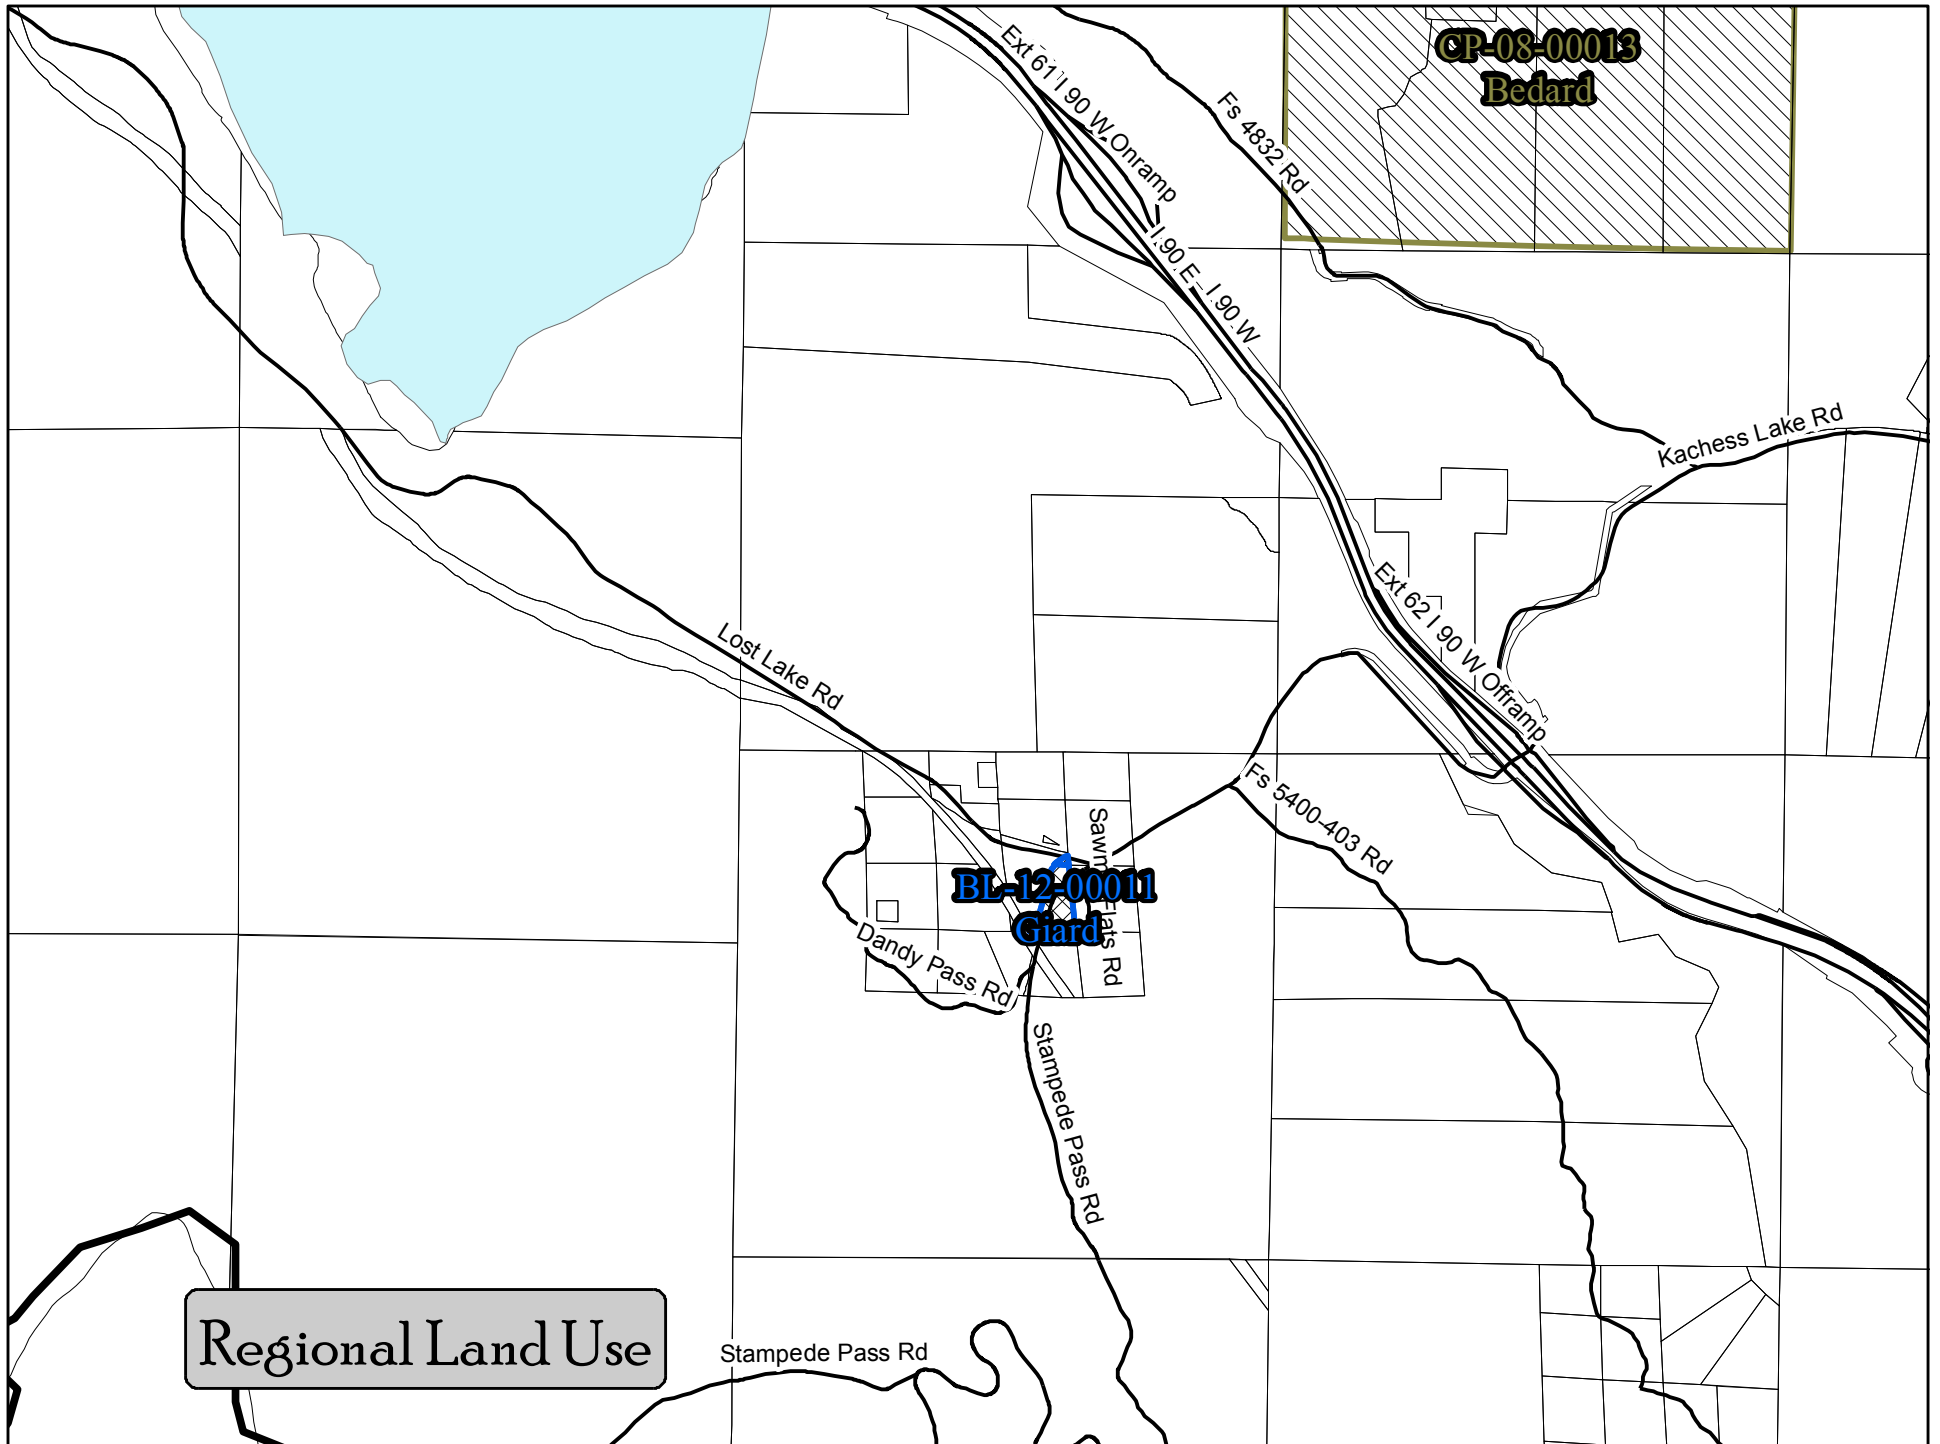 CP-08-00013
Bedard
Ext 61 I 90 W Onramp
Fs 4832 Rd
I 90 E
I 90 W
Kachess Lake Rd
Ext 62 I 90 W Offramp
Lost Lake Rd
Fs 5400-403 Rd
BL-12-00011
Giard
Flats Rd
Dandy Pass Rd
Stampede Pass Rd
Regional Land Use
Stampede Pass Rd